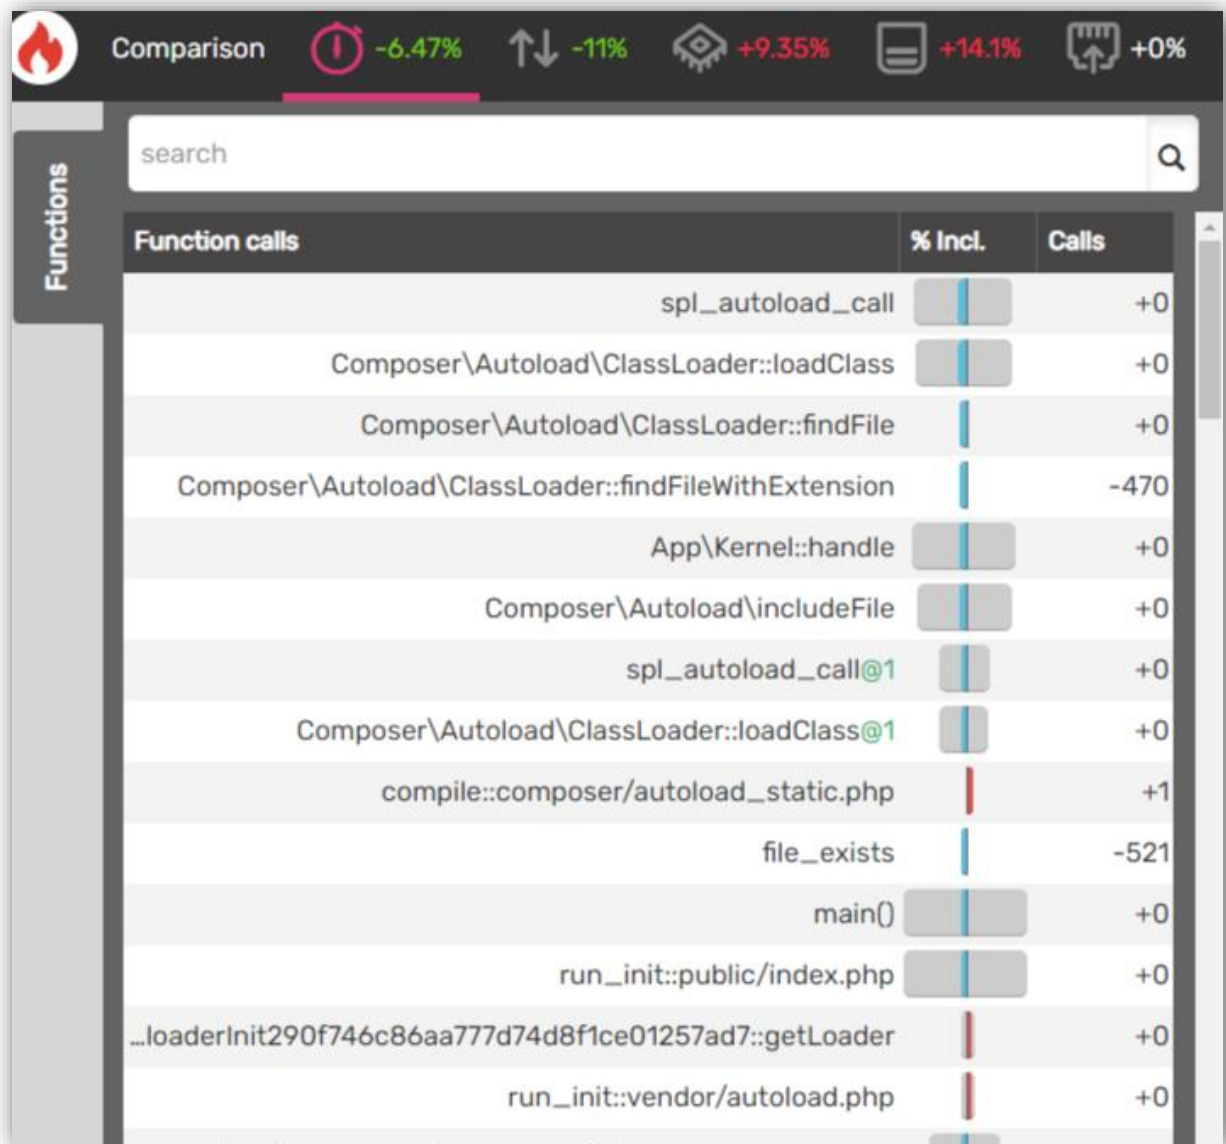 Comparison -6.47% -11% +9.35% +14.1% +0%
Functions
search
Function calls % Incl. Calls
spl_autoload_call +0
Composer\Autoload\ClassLoader::loadClass +0
Composer\Autoload\ClassLoader::findFile +0
Composer\Autoload\ClassLoader::findFileWithExtension -470
App\Kernel::handle +0
Composer\Autoload\includeFile +0
spl_autoload_call@1 +0
Composer\Autoload\ClassLoader::loadClass@1 +0
compile::composer/autoload_static.php +1
file_exists -521
main() +0
run_init::public/index.php +0
…loaderInit290f746c86aa777d74d8f1ce01257ad7::getLoader +0
run_init::vendor/autoload.php +0